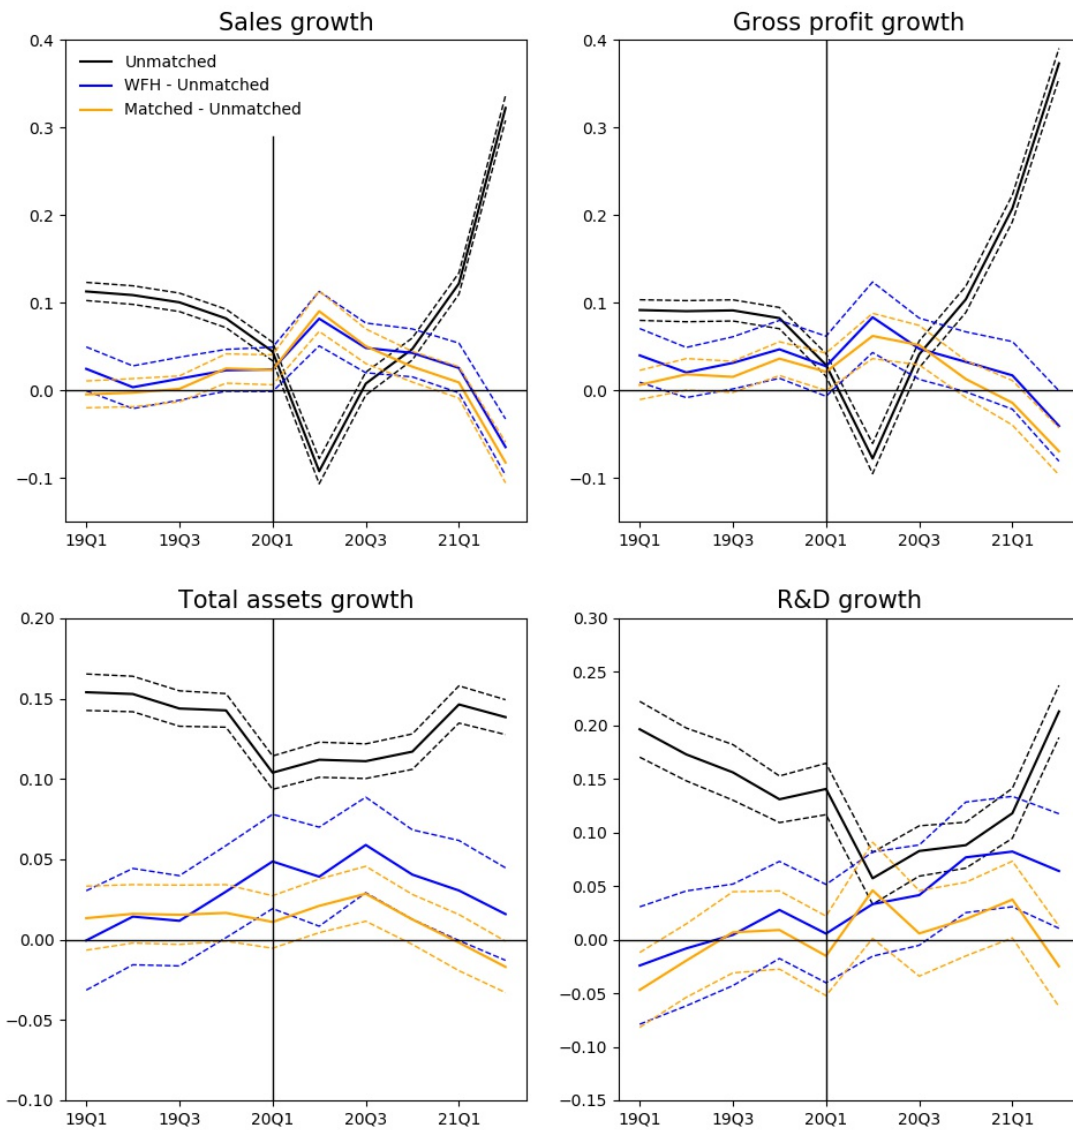 Sales growth
0.4
0.3
0.2
0.1
0.0
−0.1
Unmatched
WFH - Unmatched
Matched - Unmatched
19Q1 19Q3 20Q1 20Q3 21Q1
Gross profit growth
0.4
0.3
0.2
0.1
0.0
−0.1
19Q1 19Q3 20Q1 20Q3 21Q1
Total assets growth
0.20
0.15
0.10
0.05
0.00
−0.05
−0.10
19Q1 19Q3 20Q1 20Q3 21Q1
R&D growth
0.30
0.25
0.20
0.15
0.10
0.05
0.00
−0.05
−0.10
−0.15
19Q1 19Q3 20Q1 20Q3 21Q1